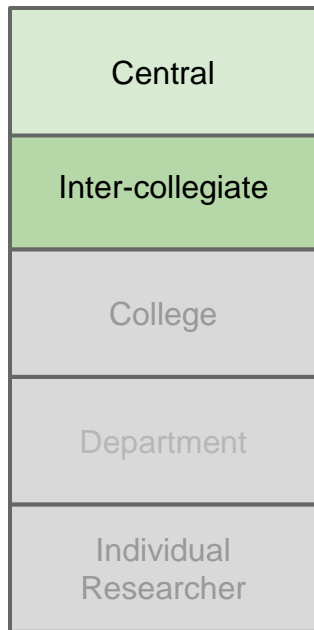 Central
Inter-collegiate
College
Department
Individual
Researcher